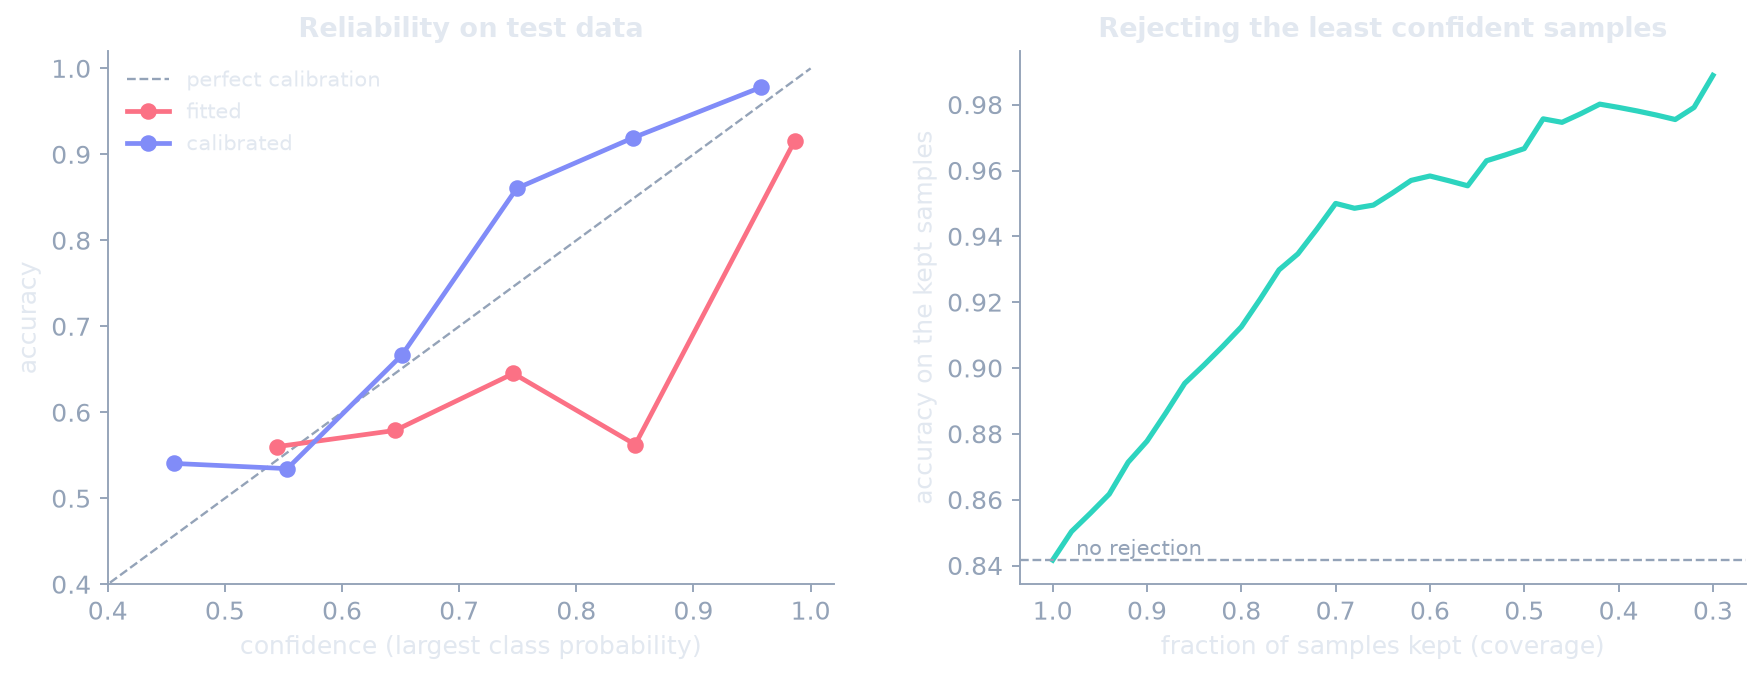 Reliability on test data
perfect calibration
fitted
calibrated
accuracy
1.0
0.9
0.8
0.7
0.6
0.5
0.4
0.4 0.5 0.6 0.7 0.8 0.9 1.0
confidence (largest class probability)
Rejecting the least confident samples
accuracy on the kept samples
0.98
0.96
0.94
0.92
0.90
0.88
0.86
0.84
no rejection
1.0 0.9 0.8 0.7 0.6 0.5 0.4 0.3
fraction of samples kept (coverage)